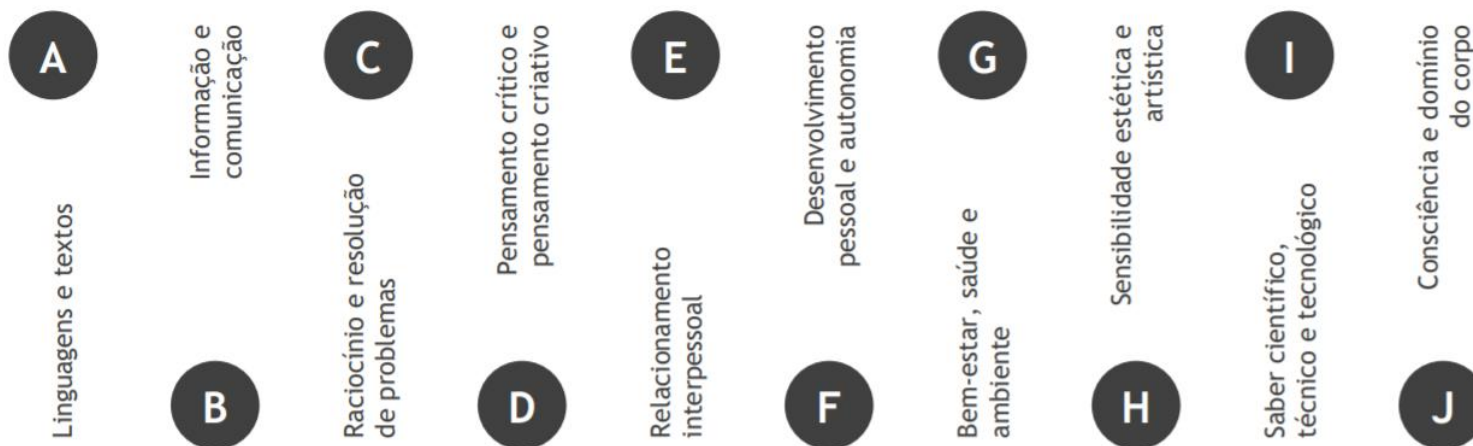 A
Linguagens e textos
Informação e
comunicação
B
C
Raciocínio e resolução
de problemas
Pensamento crítico e
pensamento criativo
D
E
Relacionamento
interpessoal
Desenvolvimento
pessoal e autonomia
F
G
Bem-estar, saúde e
ambiente
Sensibilidade estética e
artística
H
I
Saber científico,
técnico e tecnológico
Consciência e domínio
do corpo
J